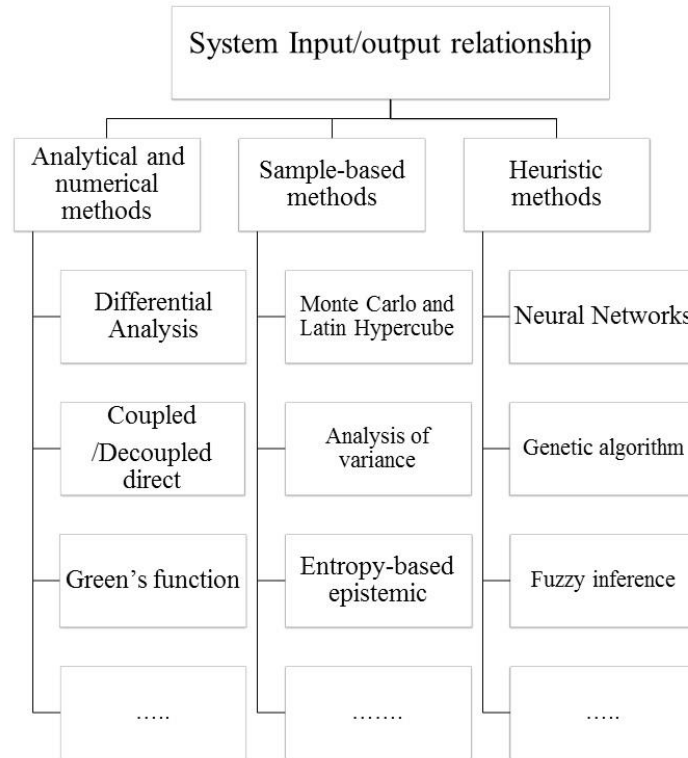 System Input/output relationship
Analytical and
numerical
methods
Sample-based
methods
Heuristic
methods
Differential
Analysis
Monte Carlo and
Latin Hypercube
Neural Networks
Coupled
/Decoupled
direct
Analysis of
variance
Genetic algorithm
Green’s function
Entropy-based
epistemic
Fuzzy inference
…..
…….
…..